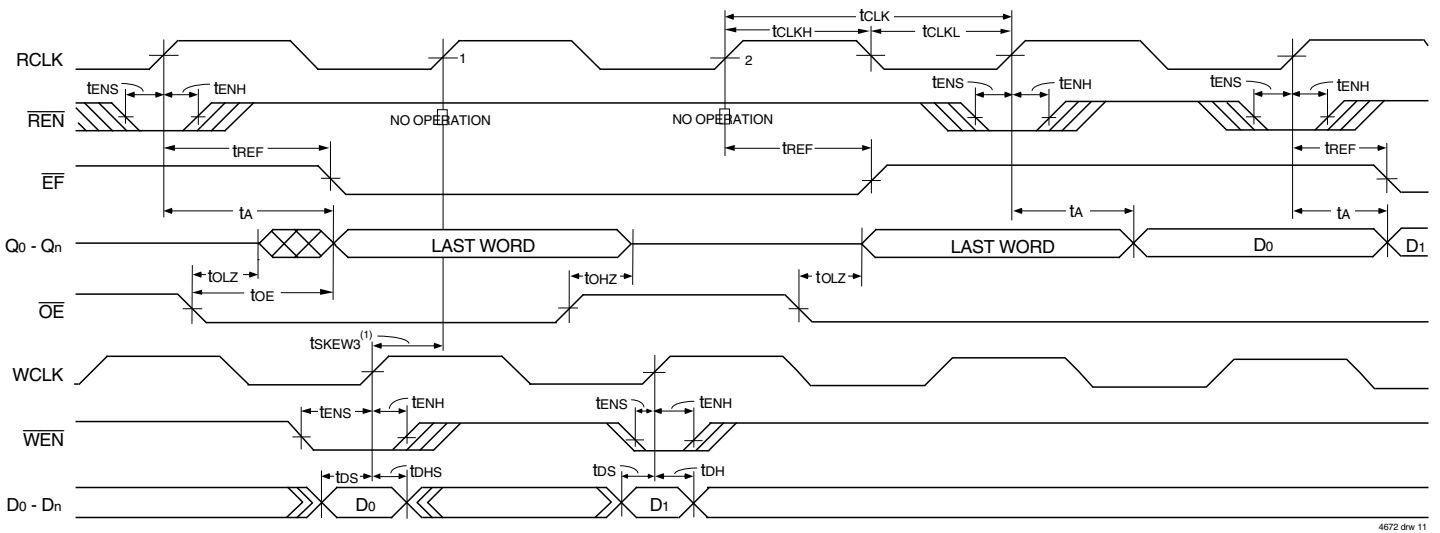 tCLK
tCLKH
tCLKL
RCLK
1
2
tENS
tENH
tENS
tENH
tENS
tENH
REN
NO OPERATION
NO OPERATION
tREF
tREF
tREF
EF
tA
tA
tA
Q0 - Qn
LAST WORD
LAST WORD
D0
D1
tOLZ
tOHZ
tOLZ
tOE
OE
tSKEW3(1)
WCLK
tENS
tENH
tENS
tENH
WEN
tDS
tDHS
tDS
tDH
D0 - Dn
D0
D1
4672 drw 11